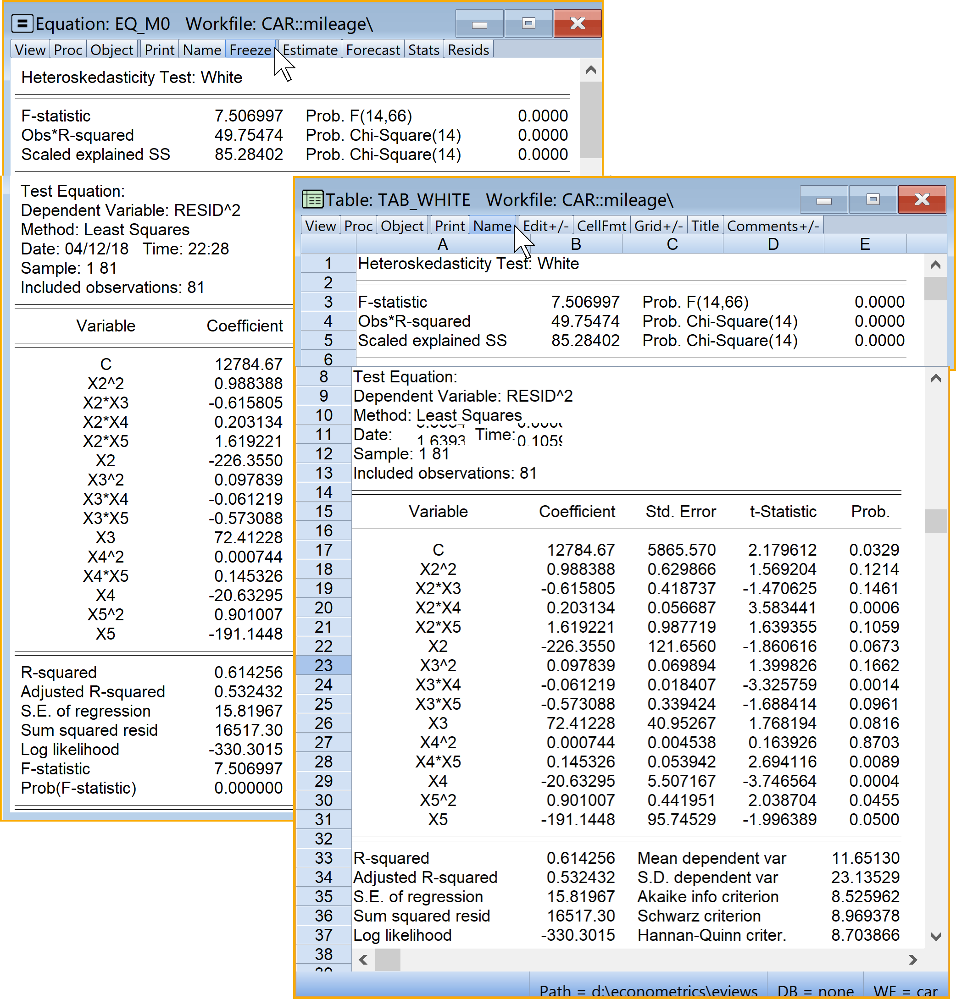 Equation: EQ_M0 Workfile: CAR::mileage\
View Proc Object Print Name Freeze Estimate Forecast Stats Resids
Heteroskedasticity Test: White
F-statistic 7.506997 Prob. F(14,66) 0.0000
Obs*R-squared 49.75474 Prob. Chi-Square(14) 0.0000
Scaled explained SS 85.28402 Prob. Chi-Square(14) 0.0000
Test Equation:
Dependent Variable: RESID^2
Method: Least Squares
Date: 04/12/18 Time: 22:28
Sample: 1 81
Included observations: 81
Variable Coefficient
C 12784.67
X2^2 0.988388
X2*X3 -0.615805
X2*X4 0.203134
X2*X5 1.619221
X2 -226.3550
X3^2 0.097839
X3*X4 -0.061219
X3*X5 -0.573088
X3 72.41228
X4^2 0.000744
X4*X5 0.145326
X4 -20.63295
X5^2 0.901007
X5 -191.1448
R-squared 0.614256
Adjusted R-squared 0.532432
S.E. of regression 15.81967
Sum squared resid 16517.30
Log likelihood -330.3015
F-statistic 7.506997
Prob(F-statistic) 0.000000
Table: TAB_WHITE Workfile: CAR::mileage\
View Proc Object Print Name Edit+/- CellFmt Grid+/- Title Comments+/-
A B C D E
1 Heteroskedasticity Test: White
2
3 F-statistic 7.506997 Prob. F(14,66) 0.0000
4 Obs*R-squared 49.75474 Prob. Chi-Square(14) 0.0000
5 Scaled explained SS 85.28402 Prob. Chi-Square(14) 0.0000
6
8 Test Equation:
9 Dependent Variable: RESID^2
10 Method: Least Squares
11 Date: 1.6393 Time: 0.1059
12 Sample: 1 81
13 Included observations: 81
14
15 Variable Coefficient Std. Error t-Statistic Prob.
16
17 C 12784.67 5865.570 2.179612 0.0329
18 X2^2 0.988388 0.629866 1.569204 0.1214
19 X2*X3 -0.615805 0.418737 -1.470625 0.1461
20 X2*X4 0.203134 0.056687 3.583441 0.0006
21 X2*X5 1.619221 0.987719 1.639355 0.1059
22 X2 -226.3550 121.6560 -1.860616 0.0673
23 X3^2 0.097839 0.069894 1.399826 0.1662
24 X3*X4 -0.061219 0.018407 -3.325759 0.0014
25 X3*X5 -0.573088 0.339424 -1.688414 0.0961
26 X3 72.41228 40.95267 1.768194 0.0816
27 X4^2 0.000744 0.004538 0.163926 0.8703
28 X4*X5 0.145326 0.053942 2.694116 0.0089
29 X4 -20.63295 5.507167 -3.746564 0.0004
30 X5^2 0.901007 0.441951 2.038704 0.0455
31 X5 -191.1448 95.74529 -1.996389 0.0500
32
33 R-squared 0.614256 Mean dependent var 11.65130
34 Adjusted R-squared 0.532432 S.D. dependent var 23.13529
35 S.E. of regression 15.81967 Akaike info criterion 8.525962
36 Sum squared resid 16517.30 Schwarz criterion 8.969378
37 Log likelihood -330.3015 Hannan-Quinn criter. 8.703866
38
Path = d:\econometrics\eviews DB = none WF = car